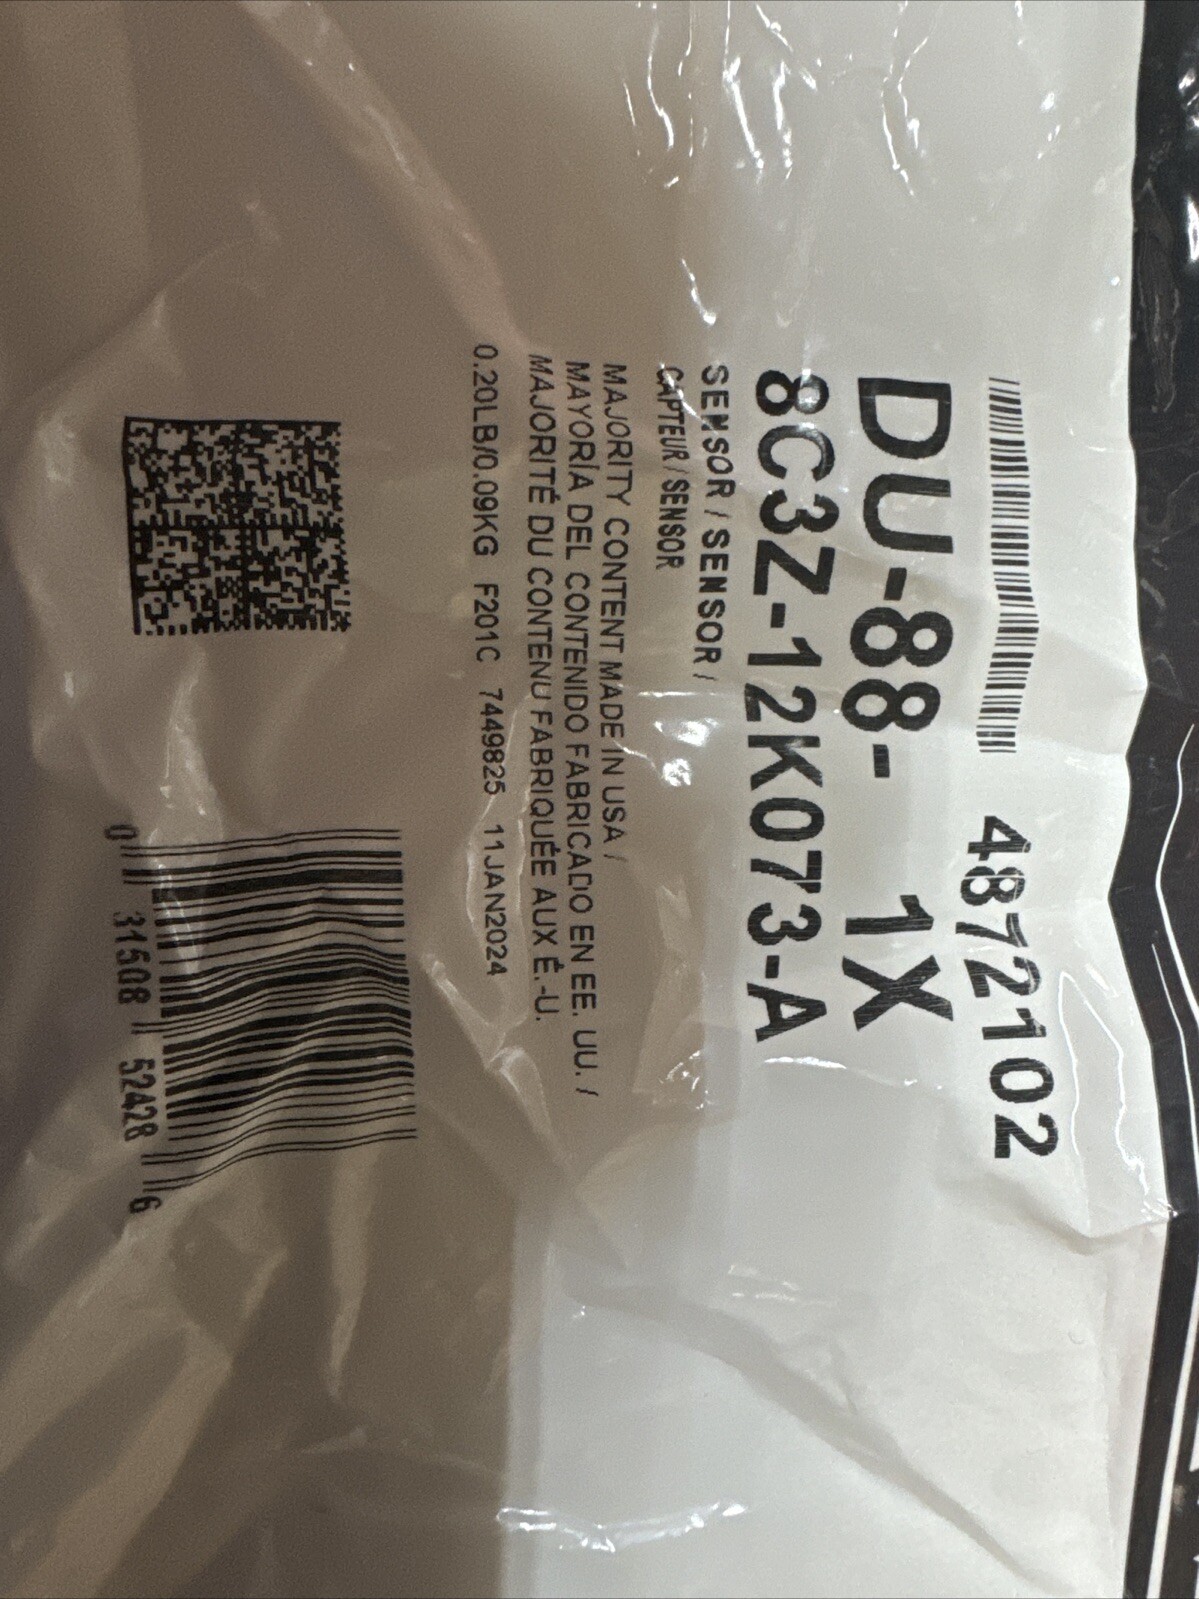 4872102
DU-88- 1X
8C3Z-12K073-A
SENSOR / SENSOR /
CAPTEUR / SENSOR
MAJORITY CONTENT MADE IN USA /
MAYORÍA DEL CONTENIDO FABRICADO EN EE. UU. /
MAJORITÉ DU CONTENU FABRIQUÉE AUX É.-U.
0.20LB/0.09KG F201C 7449825 11JAN2024
0 31508 52428 6